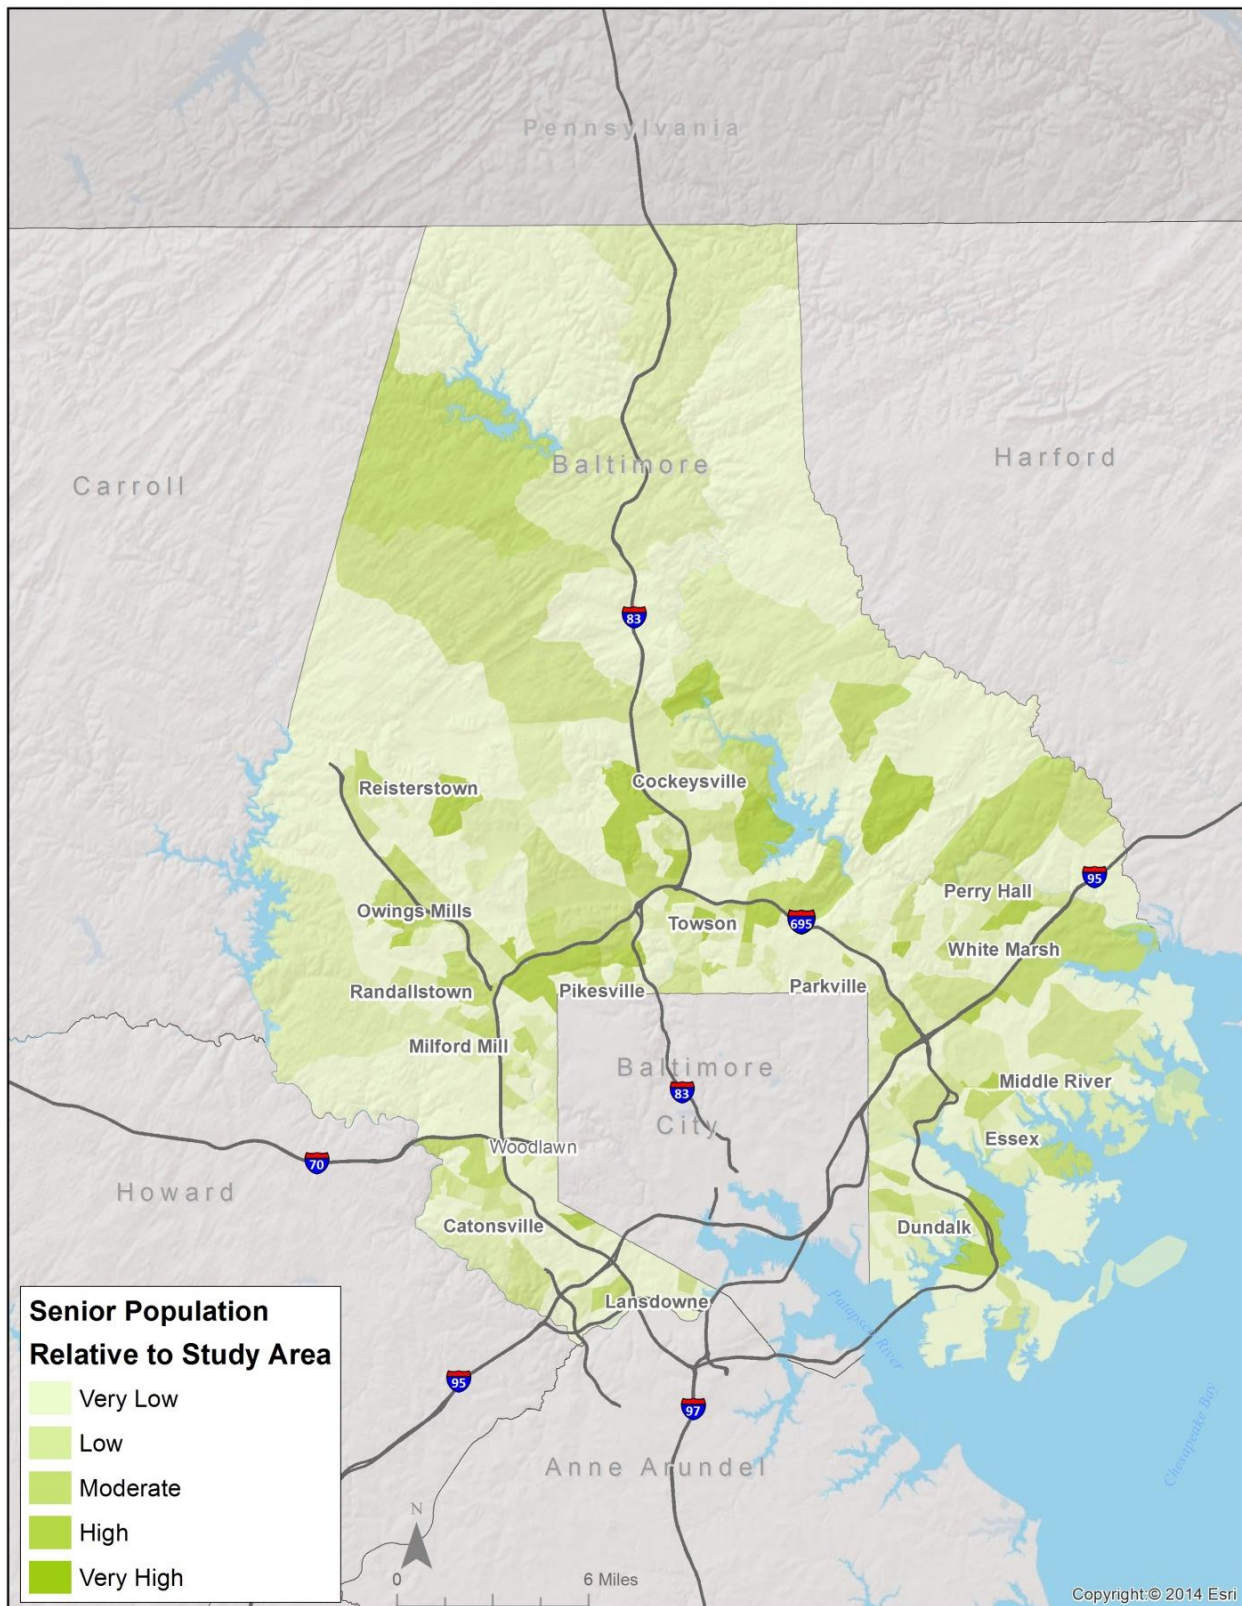 Pennsylvania
Carroll
Baltimore
Harford
83
Reisterstown
Cockeysville
Owings Mills
Towson
695
Perry Hall
95
White Marsh
Randallstown
Pikesville
Parkville
Milford Mill
Baltimore
City
83
Middle River
Essex
Woodlawn
70
Howard
Catonsville
Dundalk
Lansdowne
Patapsco River
95
97
Anne Arundel
Chesapeake Bay
Senior Population
Relative to Study Area
Very Low
Low
Moderate
High
Very High
N
0 6 Miles
Copyright:© 2014 Esri